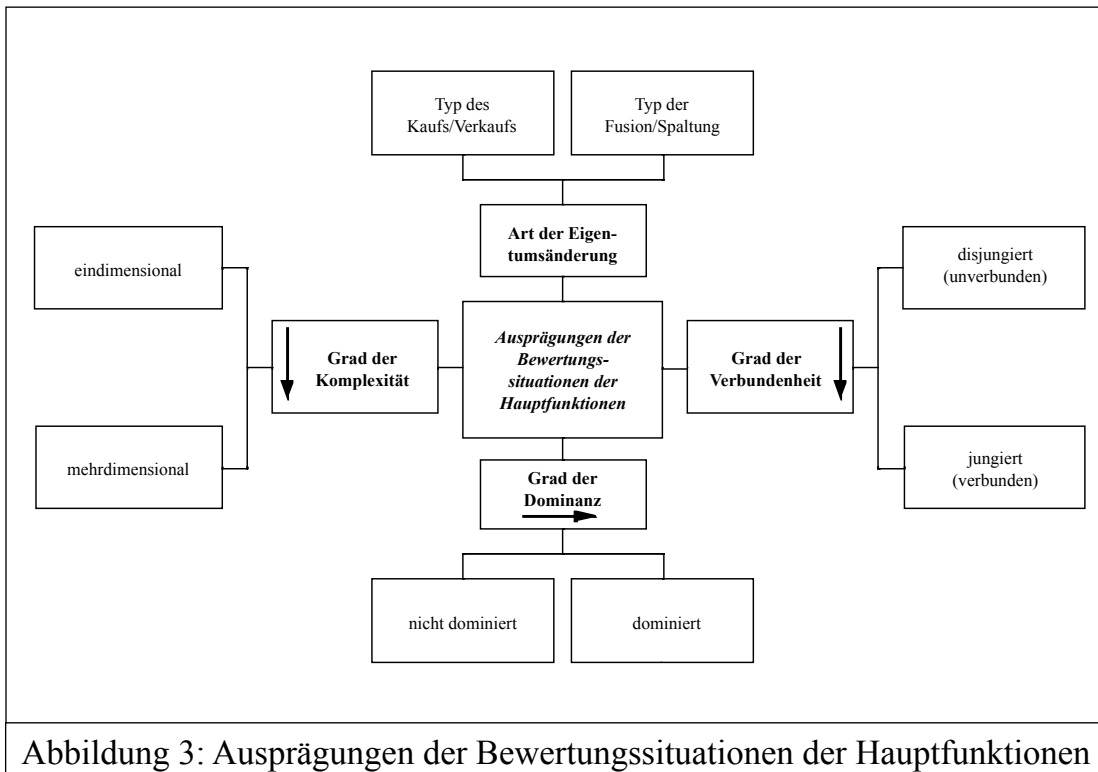 Typ des
Kaufs/Verkaufs
Typ der
Fusion/Spaltung
Art der Eigen-
tumsänderung
eindimensional
disjungiert
(unverbunden)
Grad der
Komplexität
Ausprägungen der
Bewertungs-
situationen der
Hauptfunktionen
Grad der
Verbundenheit
mehrdimensional
jungiert
(verbunden)
Grad der
Dominanz
nicht dominiert
dominiert
Abbildung 3: Ausprägungen der Bewertungssituationen der Hauptfunktionen